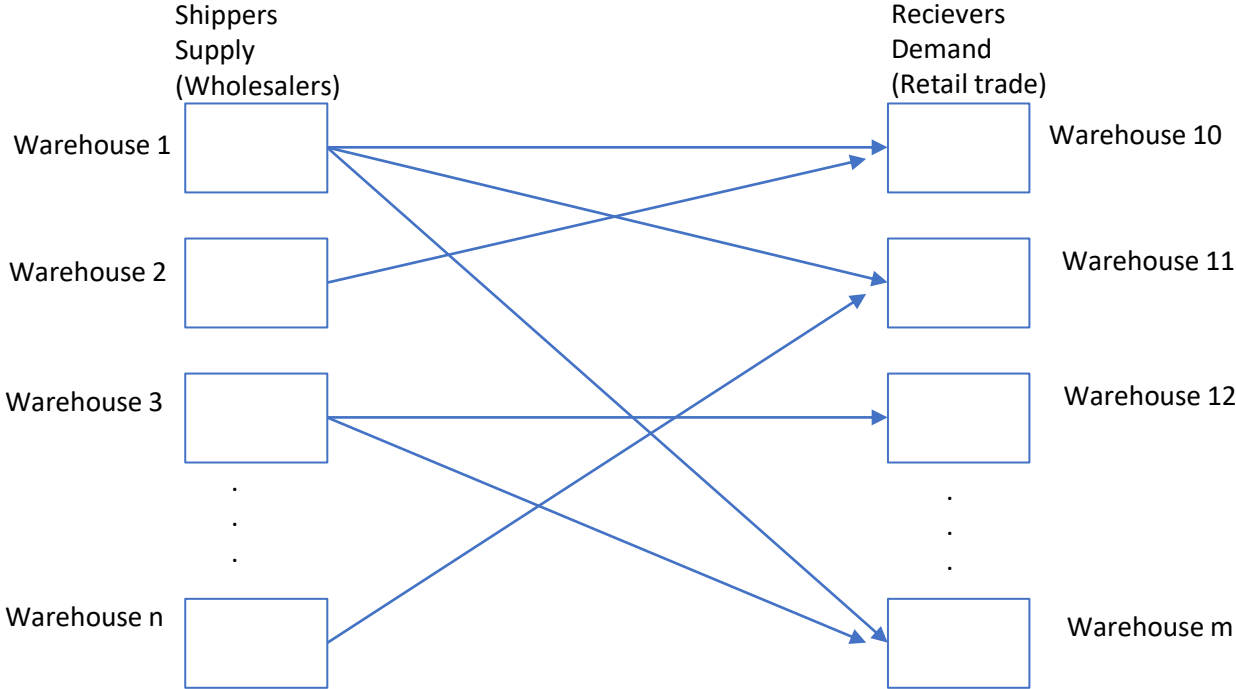 Shippers
Supply
(Wholesalers)
Recievers
Demand
(Retail trade)
Warehouse 1
Warehouse 10
Warehouse 2
Warehouse 11
Warehouse 3
Warehouse 12
.
.
.
.
.
.
Warehouse n
Warehouse m